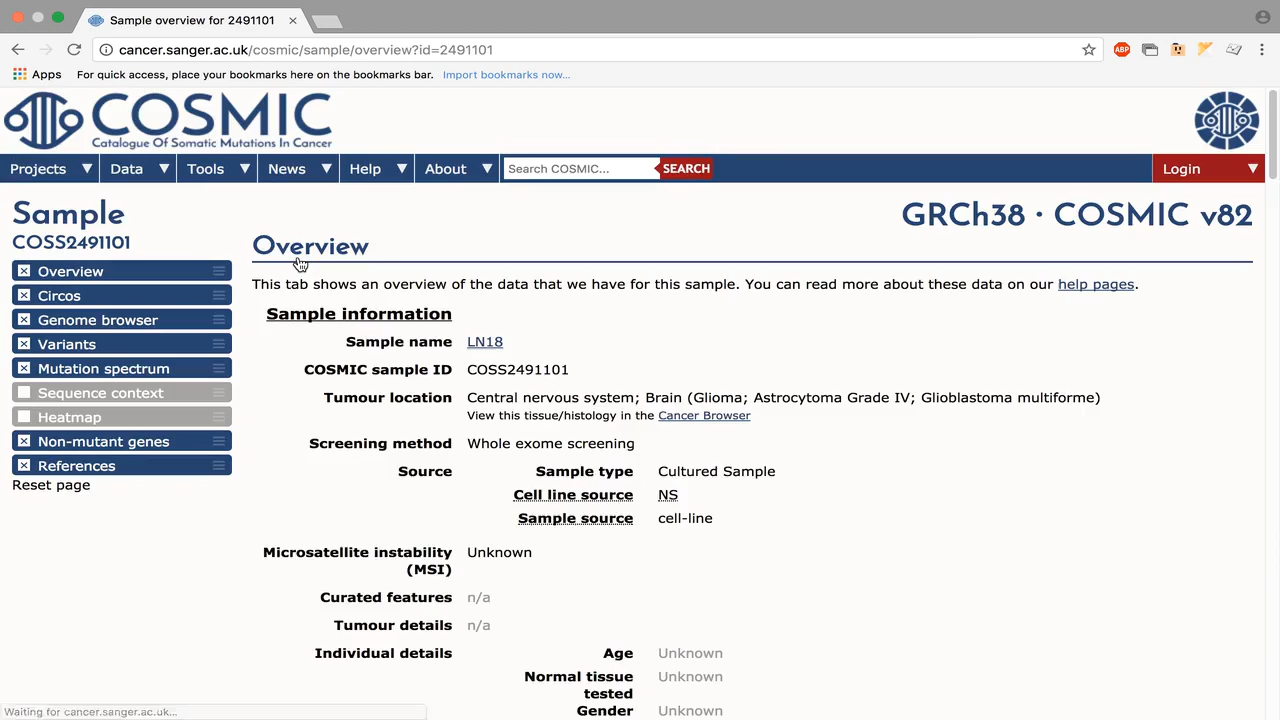 Sample overview for 2491101
cancer.sanger.ac.uk/cosmic/sample/overview?id=2491101
ABP
Apps For quick access, place your bookmarks here on the bookmarks bar. Import bookmarks now...
COSMIC
Catalogue Of Somatic Mutations In Cancer
Projects Data Tools News Help About Search COSMIC... SEARCH Login
Sample
COSS2491101
Overview
Circos
Genome browser
Variants
Mutation spectrum
Sequence context
Heatmap
Non-mutant genes
References
Reset page
GRCh38 · COSMIC v82
Overview
This tab shows an overview of the data that we have for this sample. You can read more about these data on our help pages.
Sample information
Sample name LN18
COSMIC sample ID COSS2491101
Tumour location Central nervous system; Brain (Glioma; Astrocytoma Grade IV; Glioblastoma multiforme)
View this tissue/histology in the Cancer Browser
Screening method Whole exome screening
Source Sample type Cultured Sample
Cell line source NS
Sample source cell-line
Microsatellite instability Unknown
(MSI)
Curated features n/a
Tumour details n/a
Individual details Age Unknown
Normal tissue Unknown
tested
Gender Unknown
Waiting for cancer.sanger.ac.uk...